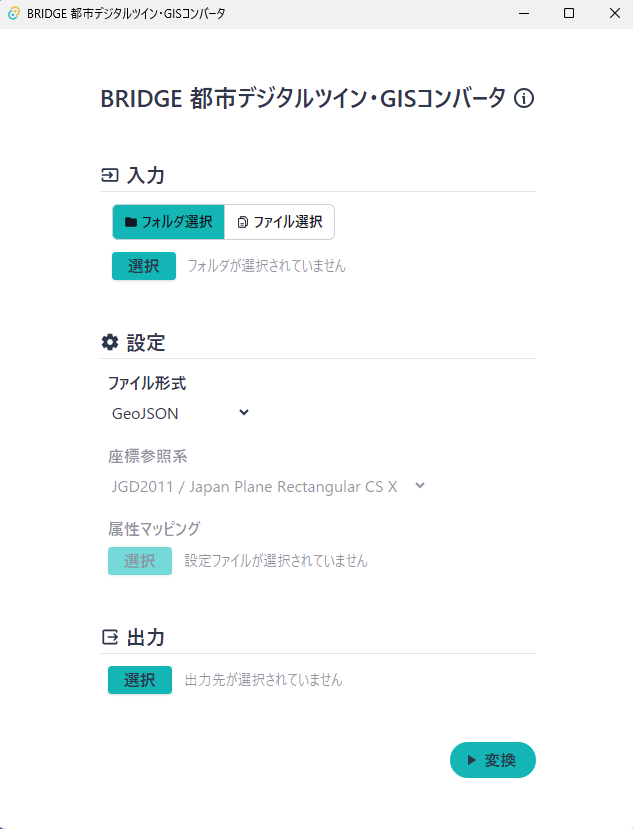 BRIDGE 都市デジタルツイン・GISコンバータ
BRIDGE 都市デジタルツイン・GISコンバータ
入力
フォルダ選択 ファイル選択
選択 フォルダが選択されていません
設定
ファイル形式
GeoJSON
座標参照系
JGD2011 / Japan Plane Rectangular CS X
属性マッピング
選択 設定ファイルが選択されていません
出力
選択 出力先が選択されていません
変換